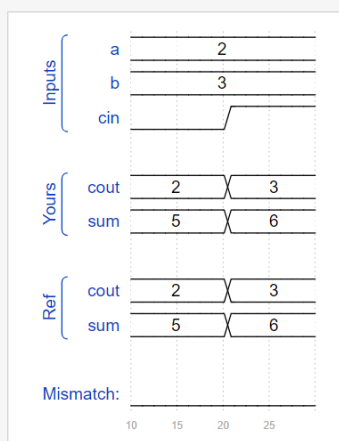 Inputs
a 2
b 3
cin
Yours
cout 2 3
sum 5 6
Ref
cout 2 3
sum 5 6
Mismatch:
10 15 20 25